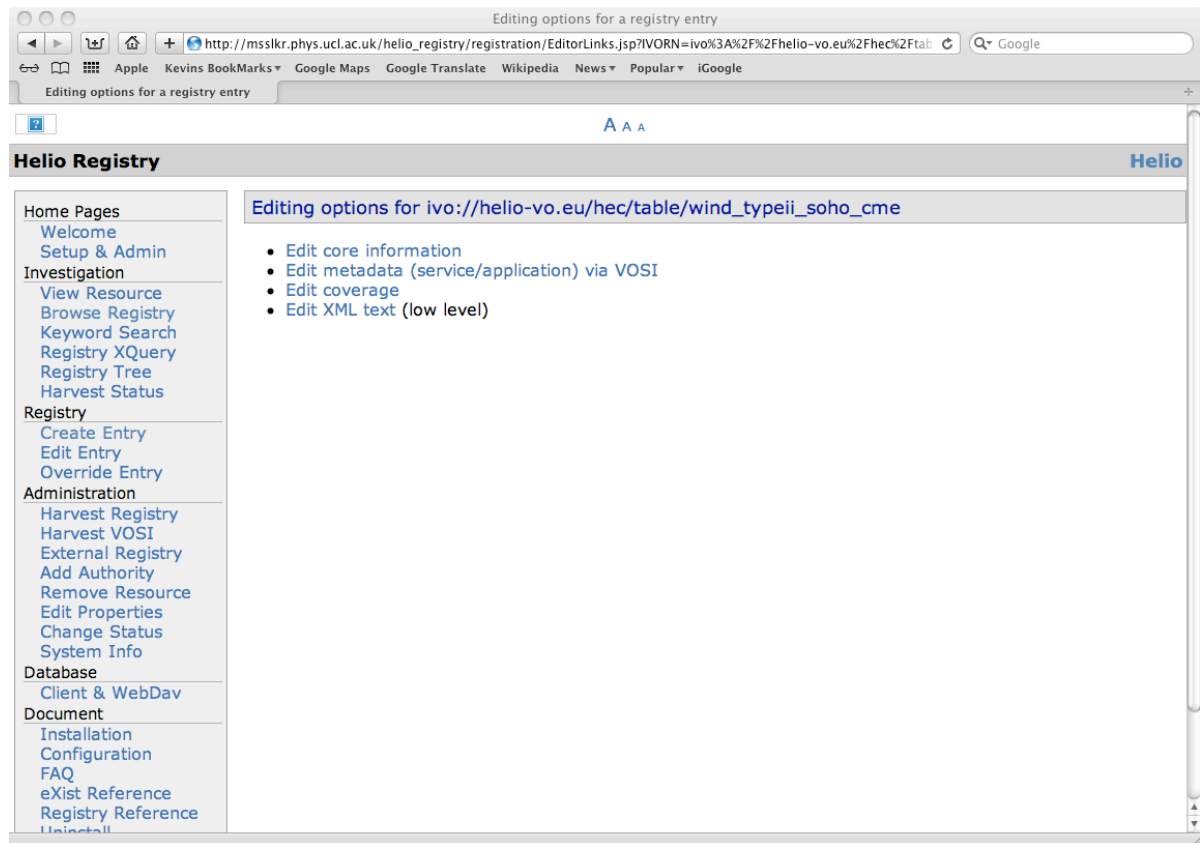 Editing options for a registry entry
http://msslkr.phys.ucl.ac.uk/helio_registry/registration/EditorLinks.jsp?IVORN=ivo%3A%2F%2Fhelio-vo.eu%2Fhec%2Ftab Google
Apple Kevins BookMarks Google Maps Google Translate Wikipedia News Popular iGoogle
Editing options for a registry entry
A A A
Helio Registry Helio
Home Pages
Welcome
Setup & Admin
Investigation
View Resource
Browse Registry
Keyword Search
Registry XQuery
Registry Tree
Harvest Status
Registry
Create Entry
Edit Entry
Override Entry
Administration
Harvest Registry
Harvest VOSI
External Registry
Add Authority
Remove Resource
Edit Properties
Change Status
System Info
Database
Client & WebDav
Document
Installation
Configuration
FAQ
eXist Reference
Registry Reference
Uninstall
Editing options for ivo://helio-vo.eu/hec/table/wind_typeii_soho_cme
• Edit core information
• Edit metadata (service/application) via VOSI
• Edit coverage
• Edit XML text (low level)